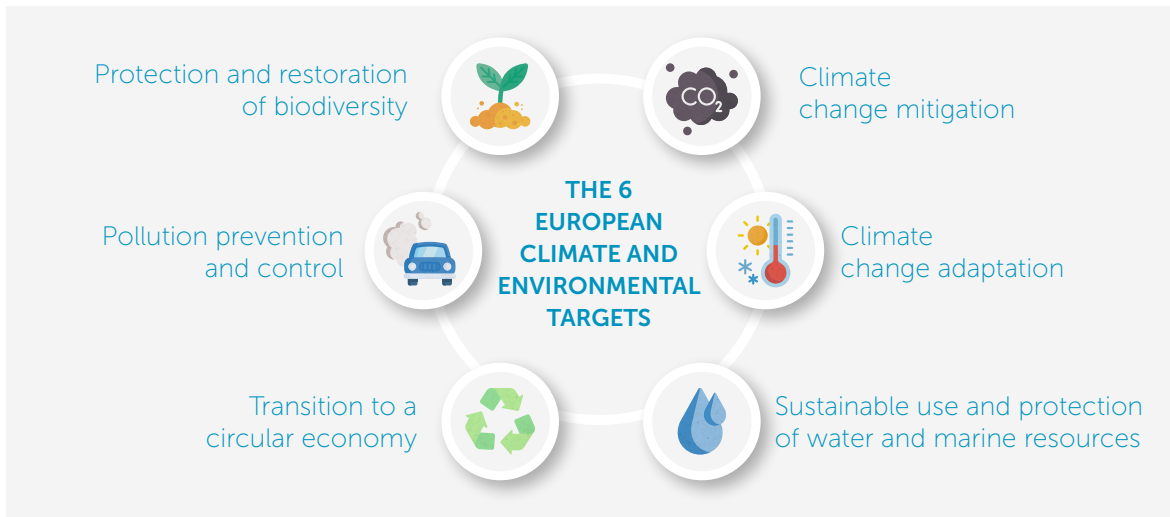 Protection and restoration
of biodiversity
CO2
Climate
change mitigation
THE 6
EUROPEAN
CLIMATE AND
ENVIRONMENTAL
TARGETS
Pollution prevention
and control
Climate
change adaptation
Transition to a
circular economy
Sustainable use and protection
of water and marine resources